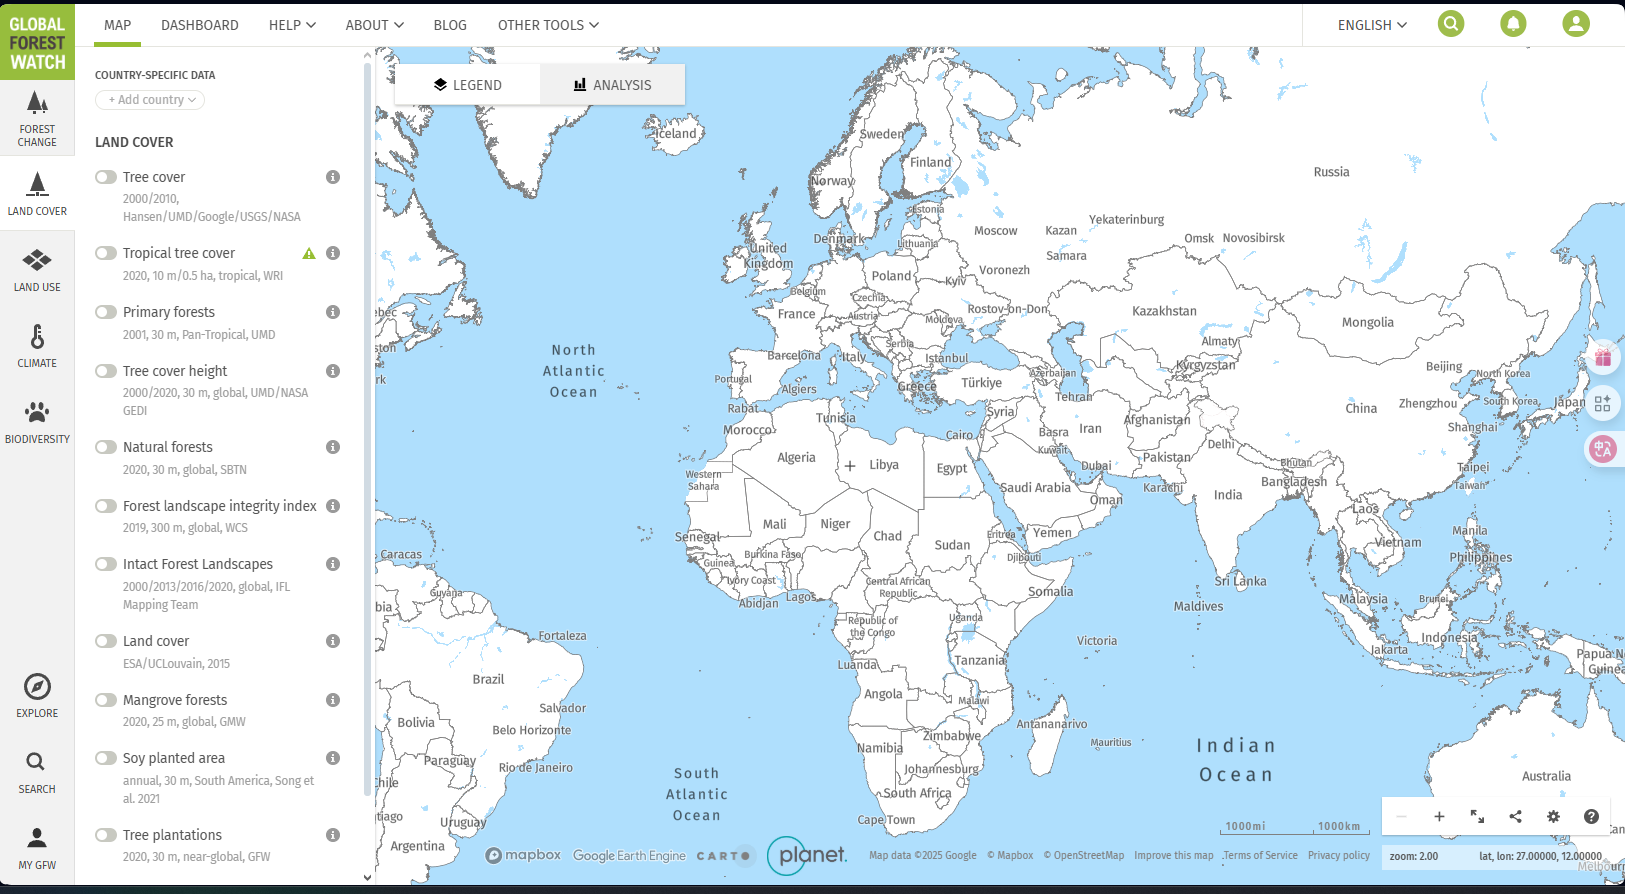 GLOBAL
FOREST
WATCH
MAP
DASHBOARD
HELP
ABOUT
BLOG
OTHER TOOLS
ENGLISH
FOREST
CHANGE
LAND COVER
LAND USE
CLIMATE
BIODIVERSITY
EXPLORE
SEARCH
MY GFW
COUNTRY-SPECIFIC DATA
+ Add country
LAND COVER
Tree cover
2000/2010,
Hansen/UMD/Google/USGS/NASA
Tropical tree cover
2020, 10 m/0.5 ha, tropical, WRI
Primary forests
2001, 30 m, Pan-Tropical, UMD
Tree cover height
2000/2020, 30 m, global, UMD/NASA
GEDI
Natural forests
2020, 30 m, global, SBTN
Forest landscape integrity index
2019, 300 m, global, WCS
Intact Forest Landscapes
2000/2013/2016/2020, global, IFL
Mapping Team
Land cover
ESA/UCLouvain, 2015
Mangrove forests
2020, 25 m, global, GMW
Soy planted area
annual, 30 m, South America, Song et
al. 2021
Tree plantations
2020, 30 m, near-global, GFW
LEGEND
ANALYSIS
Iceland
Sweden
Finland
Norway
Russia
Estonia
Yekaterinburg
Moscow
Kazan
Denmark
Lithuania
Omsk
Novosibirsk
United
Kingdom
Samara
Poland
Voronezh
Kyiv
Belgium
Czechia
France
Austria
Moldova
Rostov-on-Don
Kazakhstan
Mongolia
Serbia
Almaty
ebec
ston
rk
North
Atlantic
Ocean
Barcelona
Italy
Istanbul
Kyrgyzstan
Beijing
North Korea
Portugal
Algiers
Greece
Türkiye
Azerbaijan
Tehran
Rabat
Tunisia
Syria
Afghanistan
China
Zhengzhou
South Korea
Japan
Morocco
Cairo
Basra
Iran
Shanghai
Delhi
Kuwait
Algeria
Libya
Egypt
Dubai
Pakistan
Bhutan
Taipei
Western
Sahara
Saudi Arabia
Oman
Karachi
India
Bangladesh
Taiwan
Laos
Mali
Niger
Chad
Sudan
Eritrea
Yemen
Manila
Senegal
Vietnam
Caracas
Burkina Faso
Djibouti
Philippines
Guinea
Ivory Coast
Central African
Republic
Somalia
Sri Lanka
Guyana
Abidjan
Lagos
Maldives
Malaysia
Brunei
bia
Republic of
the Congo
Uganda
Fortaleza
Victoria
Indonesia
Jakarta
Luanda
Tanzania
Papua N
Guinea
Brazil
Angola
Malawi
Salvador
Bolivia
Belo Horizonte
Antananarivo
Zimbabwe
Mauritius
Indian
Ocean
Namibia
Paraguay
Rio de Janeiro
Johannesburg
South
Atlantic
Ocean
hile
South Africa
Australia
tiago
Uruguay
Cape Town
Argentina
1000mi
1000km
mapbox
Google Earth Engine
CARTO
planet.
Map data ©2025 Google
© Mapbox
© OpenStreetMap
Improve this map
Terms of Service
Privacy policy
zoom: 2.00
lat, lon: 27.00000, 12.00000
Melbourn